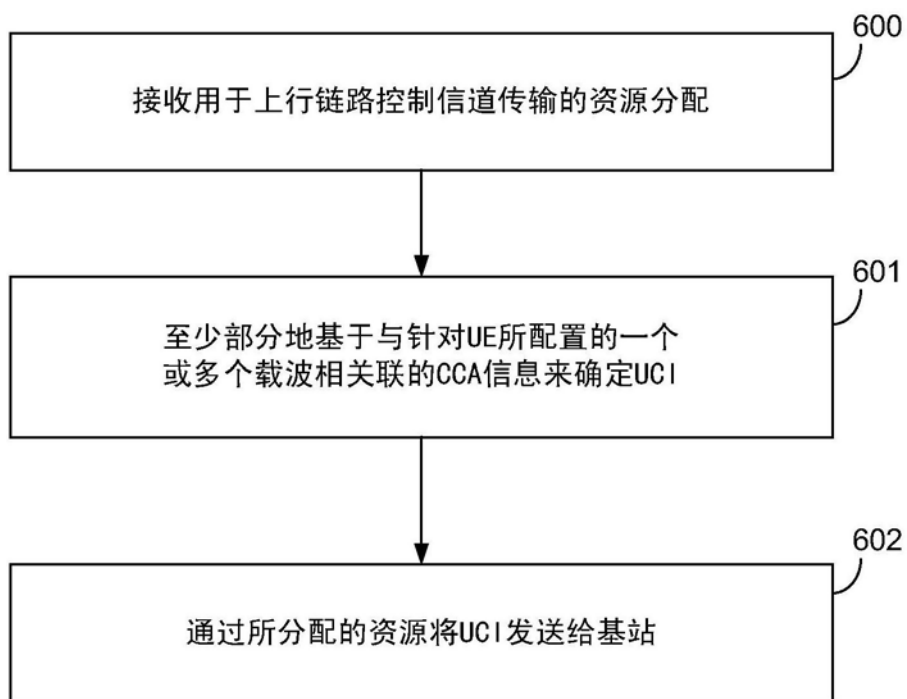 600
接收用于上行链路控制信道传输的资源分配
601
至少部分地基于与针对UE所配置的一个
或多个载波相关联的CCA信息来确定UCI
602
通过所分配的资源将UCI发送给基站